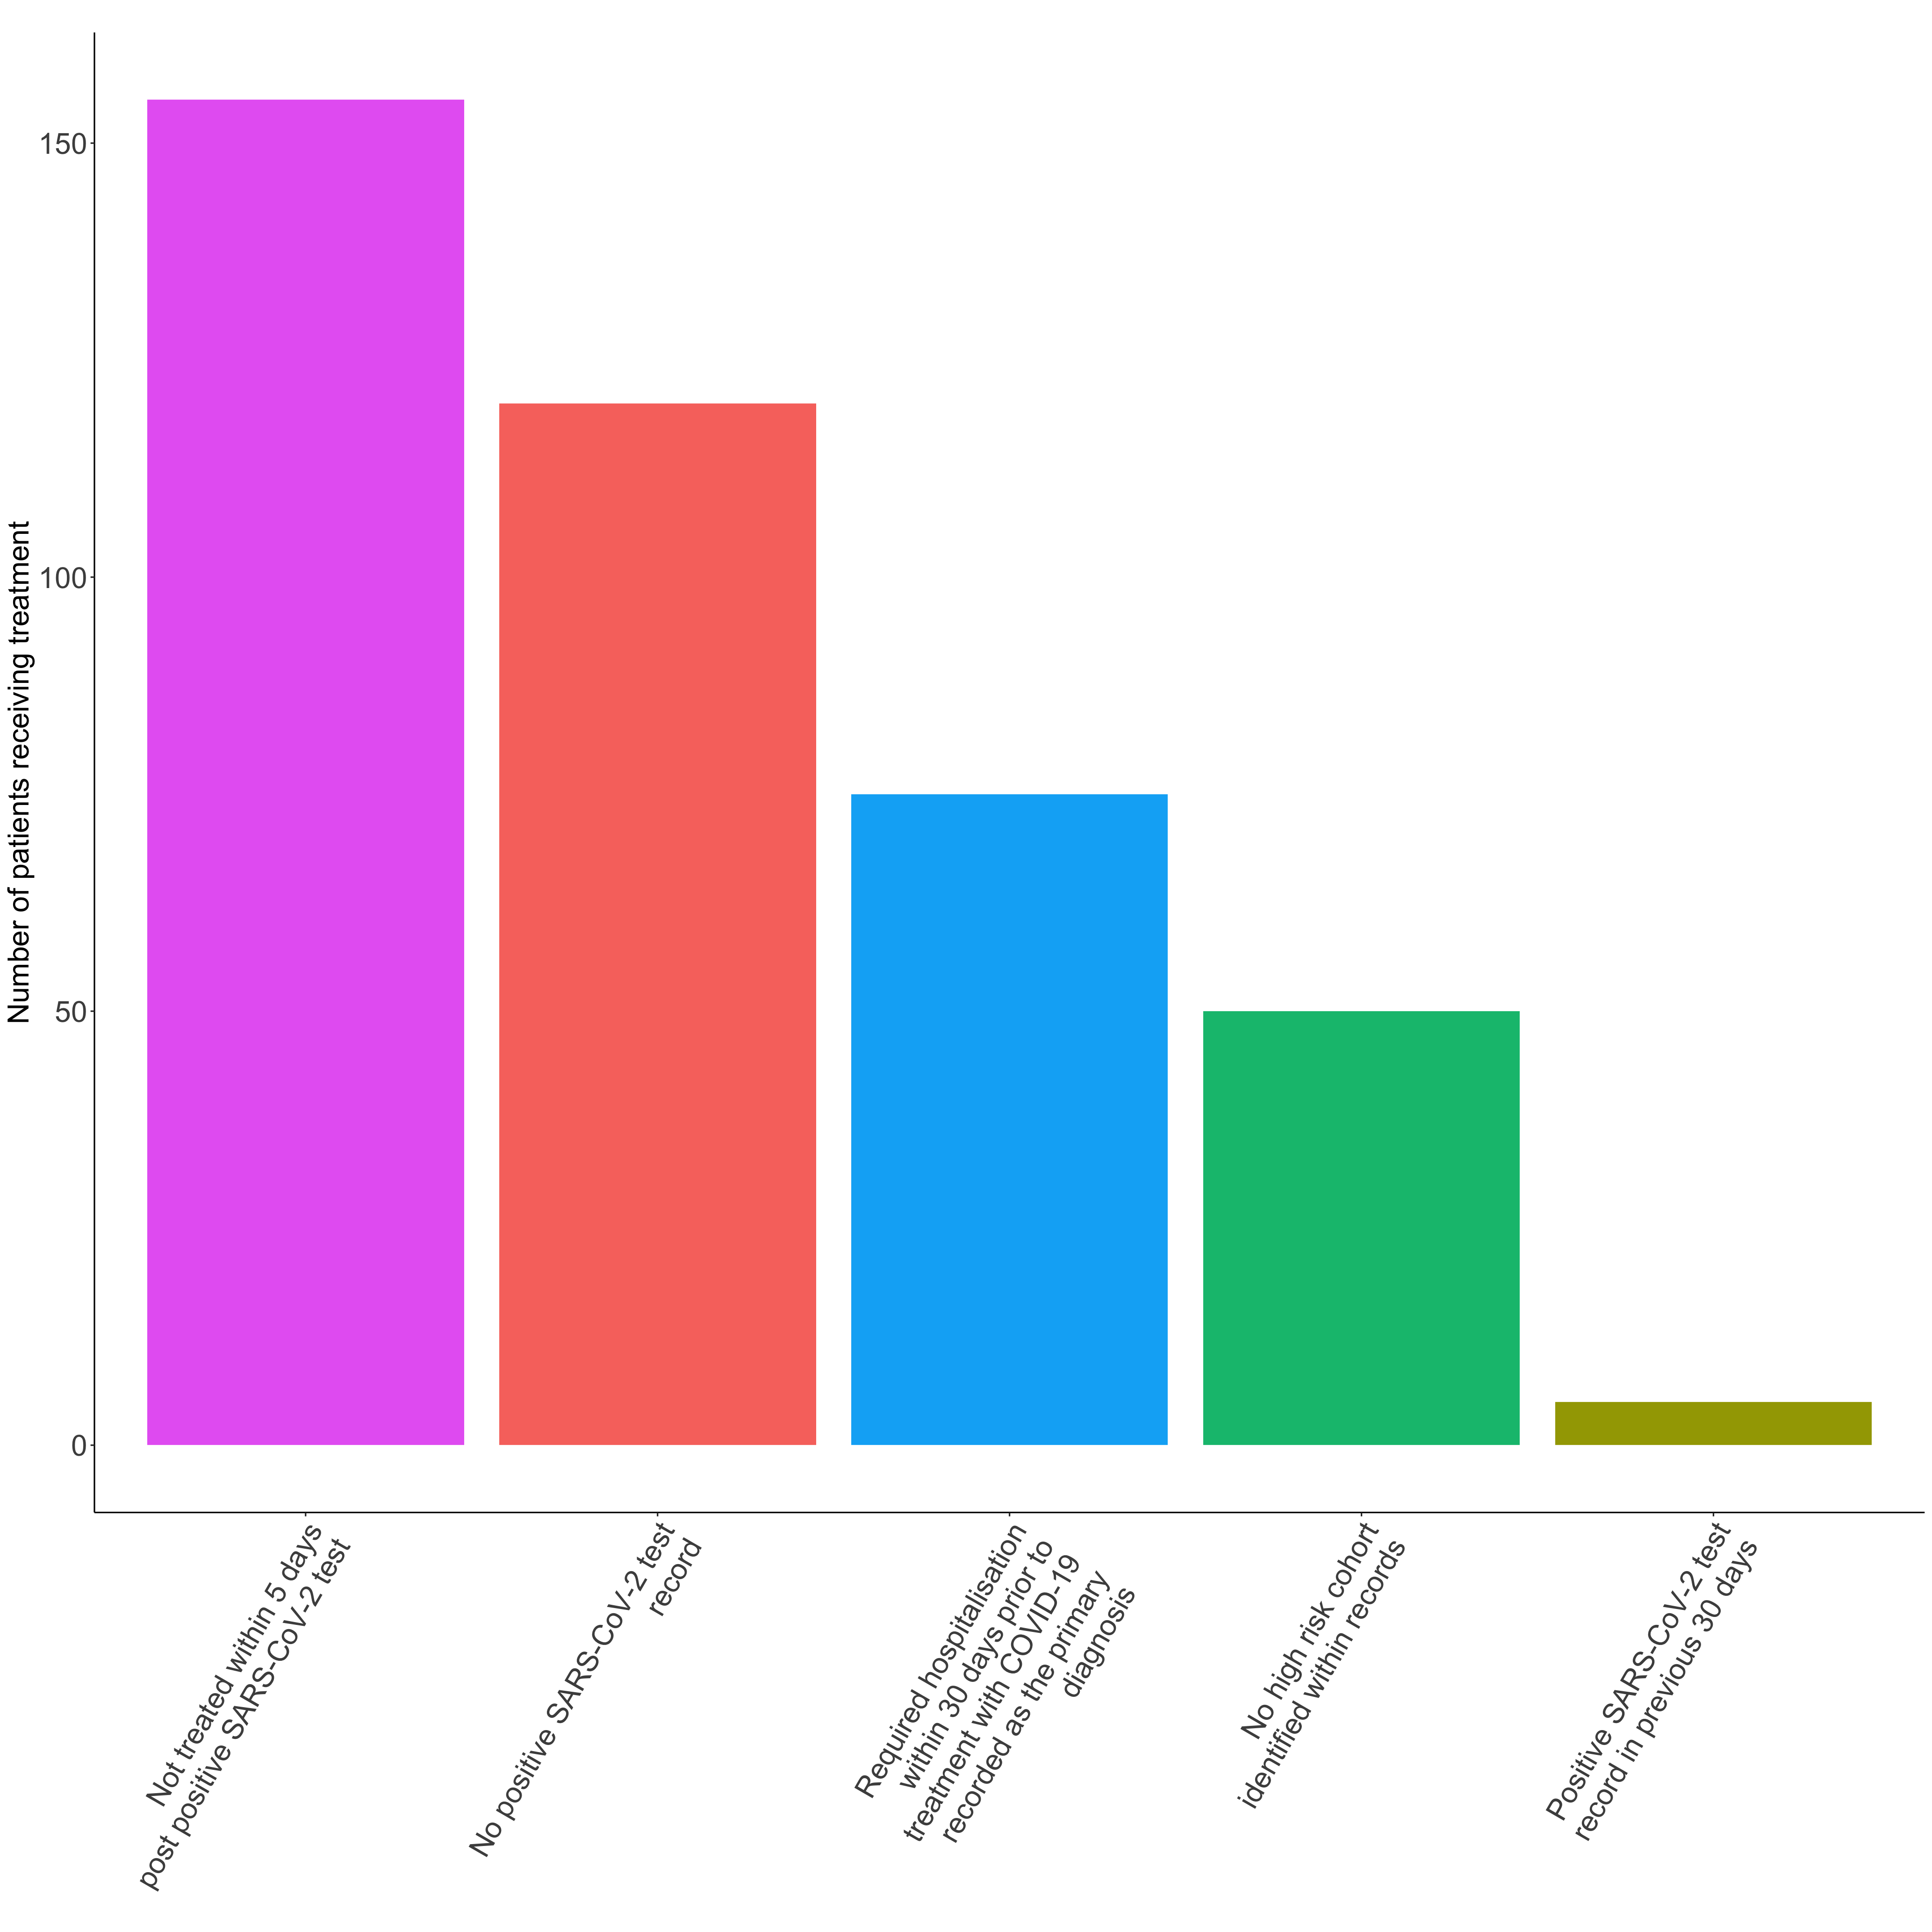 Number of patients receiving treatment
150
100
50
0
Not treated within 5 days
post positive SARS-CoV-2 test
No positive SARS-CoV-2 test
record
Required hospitalisation
within 30 days prior to
treatment with COVID-19
recorded as the primary
diagnosis
No high risk cohort
identified within records
Positive SARS-CoV-2 test
record in previous 30 days